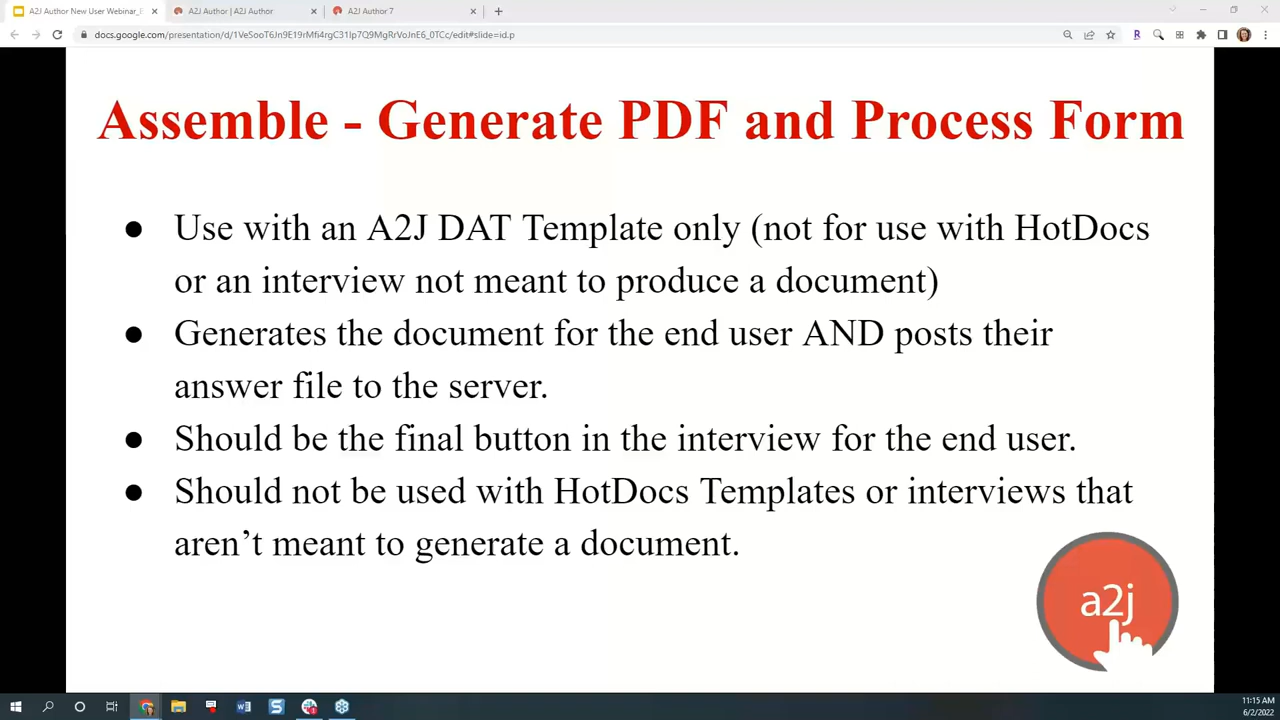 A2J Author New User Webinar_
A2J Author | A2J Author
A2J Author 7
docs.google.com/presentation/d/1VeSooT6Jn9E19rMfi4rgC31Ip7Q9MgRrVoJnE6_0TCc/edit#slide=id.p
Assemble - Generate PDF and Process Form
● Use with an A2J DAT Template only (not for use with HotDocs
or an interview not meant to produce a document)
● Generates the document for the end user AND posts their
answer file to the server.
● Should be the final button in the interview for the end user.
● Should not be used with HotDocs Templates or interviews that
aren’t meant to generate a document.
a2j
11:15 AM
6/2/2022